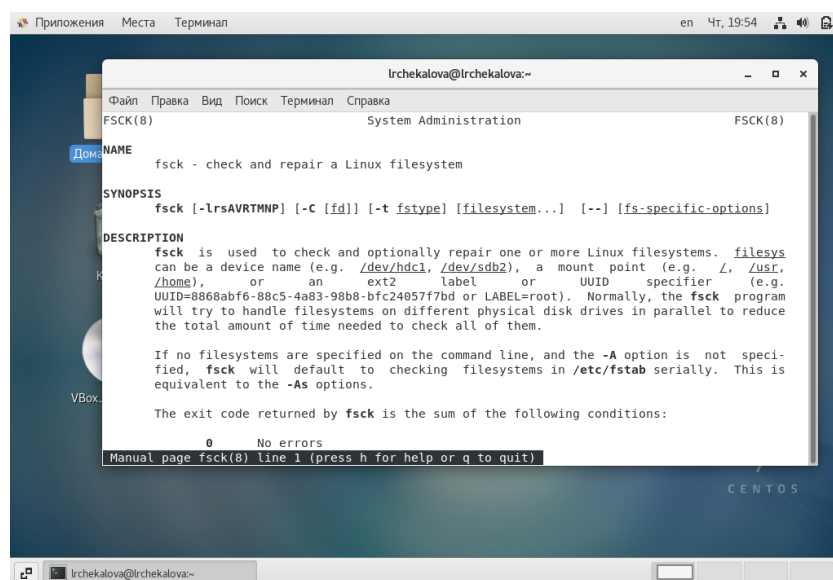 Приложения Места Терминал en Чт, 19:54
lrchekalova@lrchekalova:~
Файл Правка Вид Поиск Терминал Справка
FSCK(8) System Administration FSCK(8)
NAME
fsck - check and repair a Linux filesystem
SYNOPSIS
fsck [-lrsAVRTMNP] [-C [fd]] [-t fstype] [filesystem...] [--] [fs-specific-options]
DESCRIPTION
fsck is used to check and optionally repair one or more Linux filesystems. filesys
can be a device name (e.g. /dev/hdc1, /dev/sdb2), a mount point (e.g. /, /usr,
/home), or an ext2 label or UUID specifier (e.g.
UUID=8868abf6-88c5-4a83-98b8-bfc24057f7bd or LABEL=root). Normally, the fsck program
will try to handle filesystems on different physical disk drives in parallel to reduce
the total amount of time needed to check all of them.
If no filesystems are specified on the command line, and the -A option is not speci-
fied, fsck will default to checking filesystems in /etc/fstab serially. This is
equivalent to the -As options.
The exit code returned by fsck is the sum of the following conditions:
0 No errors
Manual page fsck(8) line 1 (press h for help or q to quit)
Дома
К
VBox
7
CENTOS
lrchekalova@lrchekalova:~